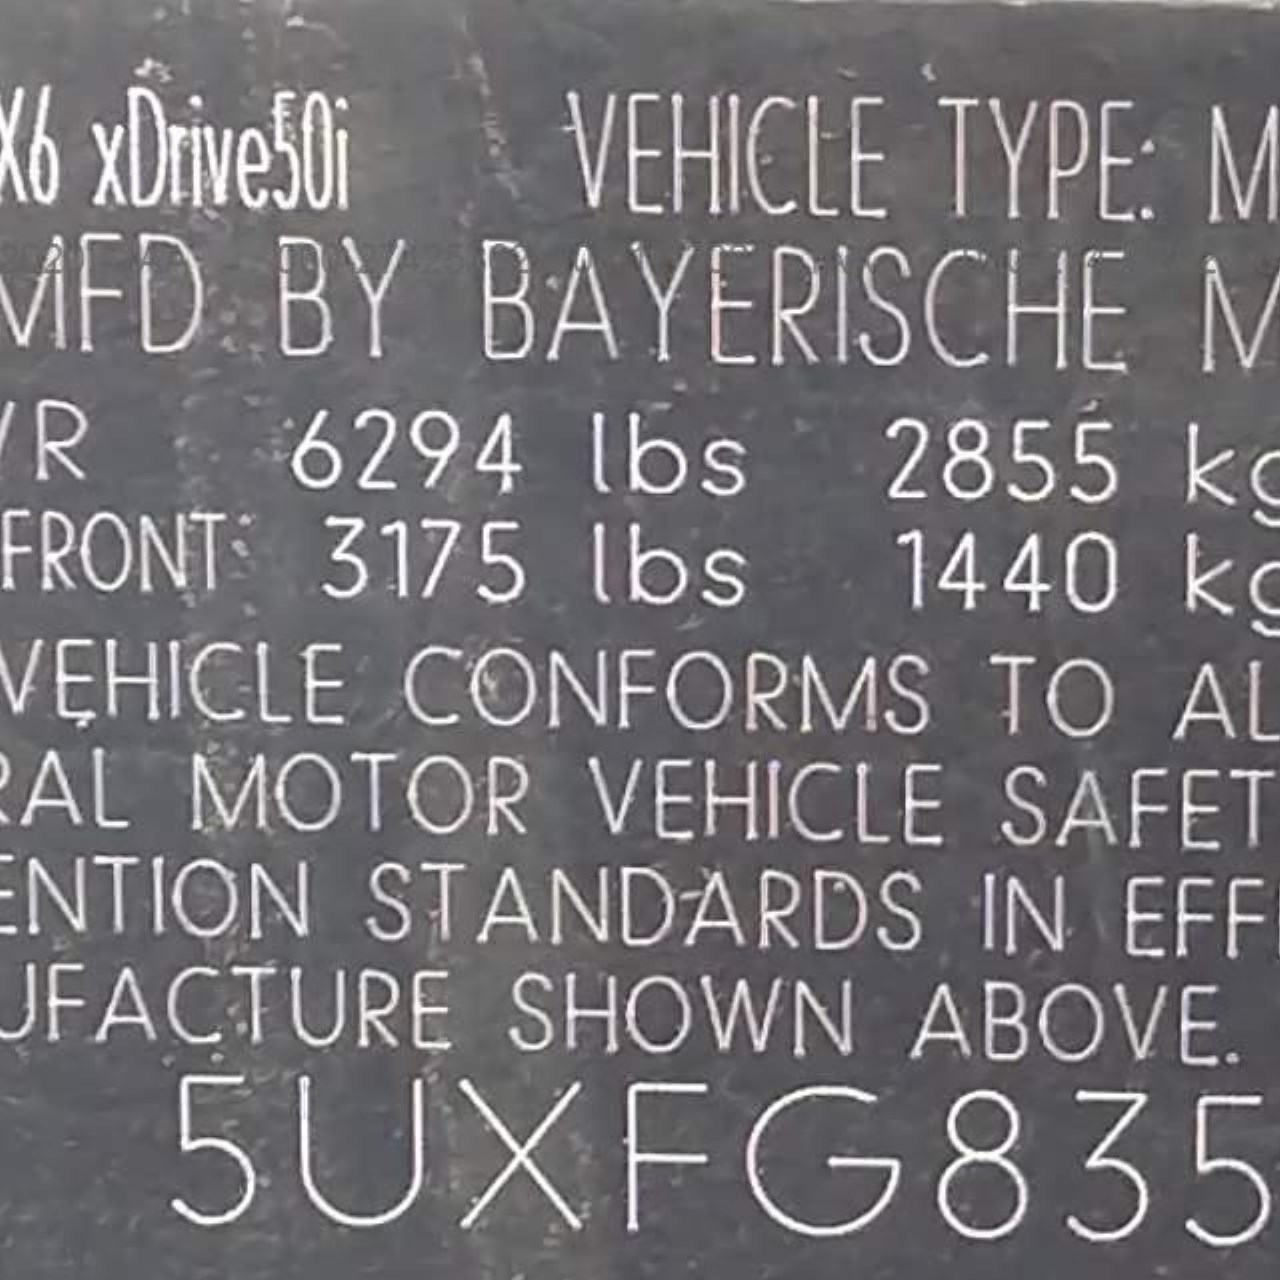 X6 xDrive50i VEHICLE TYPE: M
MFD BY BAYERISCHE M
VR 6294 lbs 2855 kg
FRONT: 3175 lbs 1440 kg
VEHICLE CONFORMS TO AL
RAL MOTOR VEHICLE SAFET
ENTION STANDARDS IN EFF
UFACTURE SHOWN ABOVE.
5UXFG835